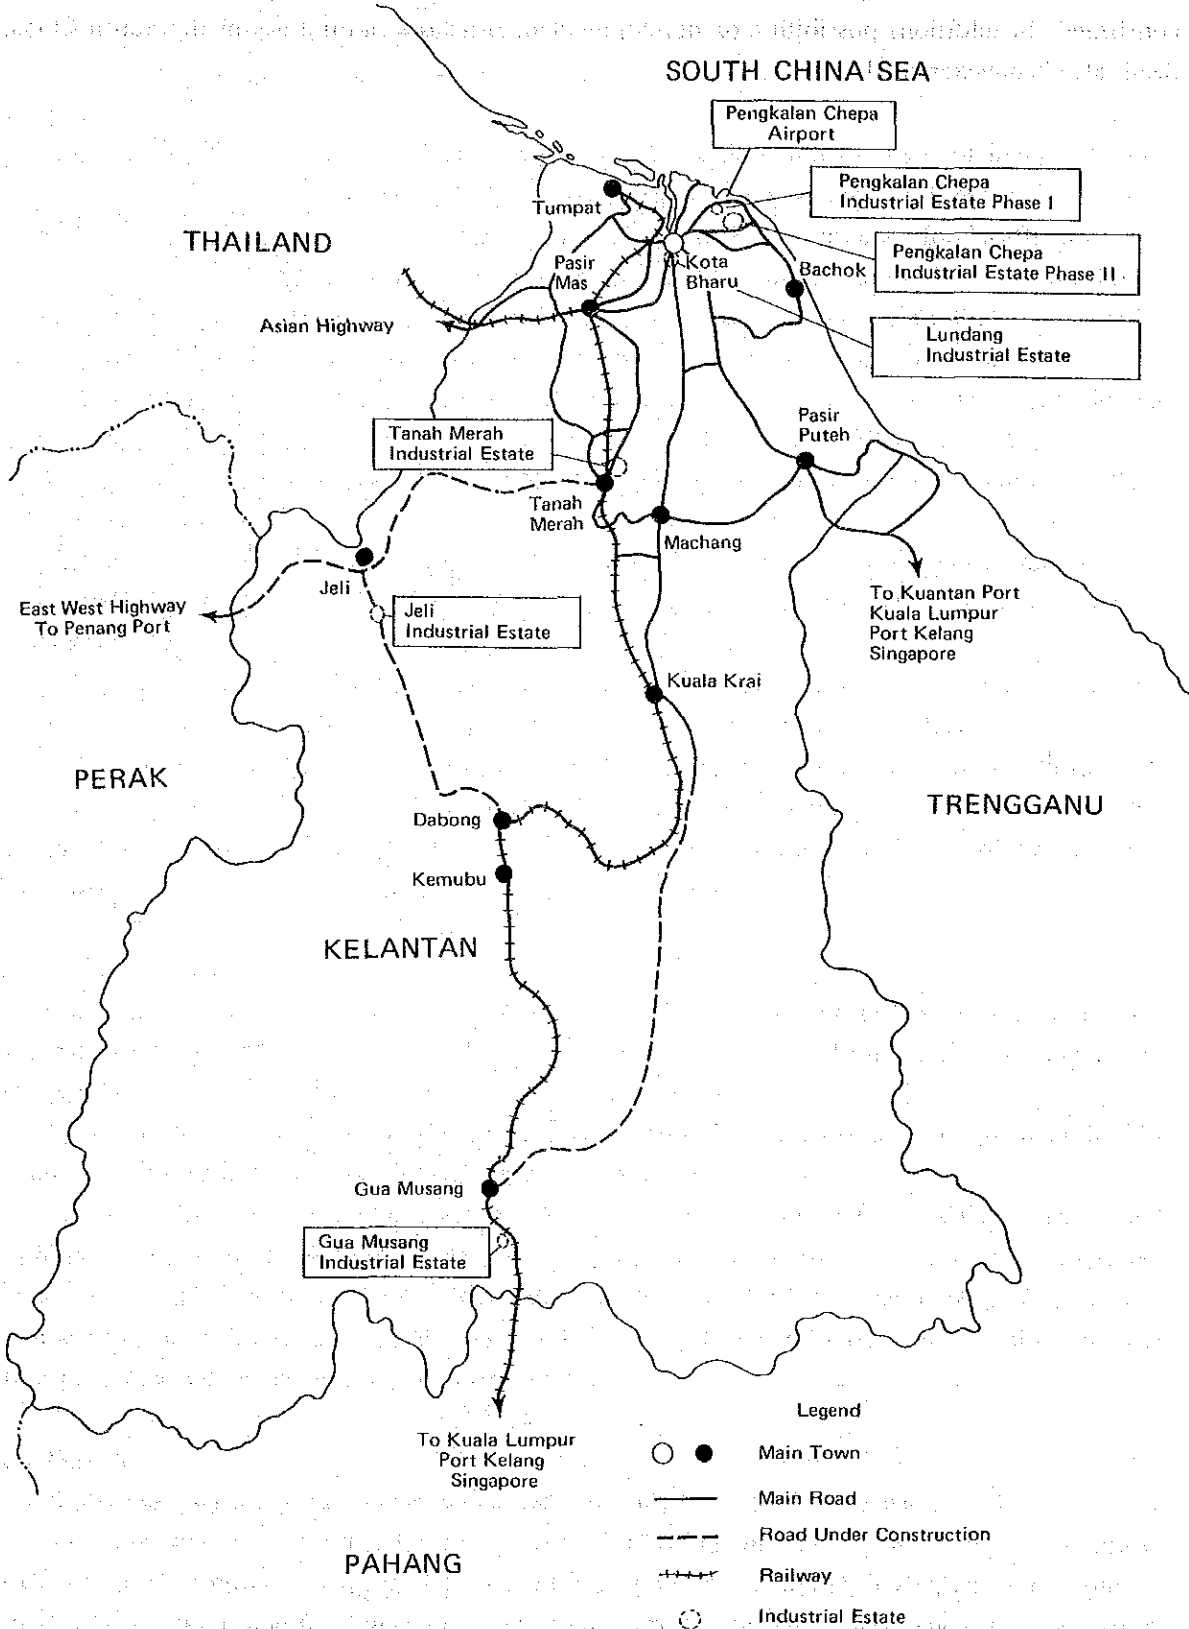 SOUTH CHINA SEA
Pengkalan Chepa
Airport
Pengkalan Chepa
Industrial Estate Phase I
Tumpat
THAILAND
Pengkalan Chepa
Industrial Estate Phase II
Pasir
Mas
Kota
Bharu
Bachok
Asian Highway
Lundang
Industrial Estate
Tanah Merah
Industrial Estate
Pasir
Puteh
Tanah
Merah
Machang
Jeli
East West Highway
To Penang Port
Jeli
Industrial Estate
To Kuantan Port
Kuala Lumpur
Port Kelang
Singapore
Kuala Krai
PERAK
TRENGGANU
Dabong
Kemubu
KELANTAN
Gua Musang
Gua Musang
Industrial Estate
To Kuala Lumpur
Port Kelang
Singapore
PAHANG
Legend
Main Town
Main Road
Road Under Construction
Railway
Industrial Estate